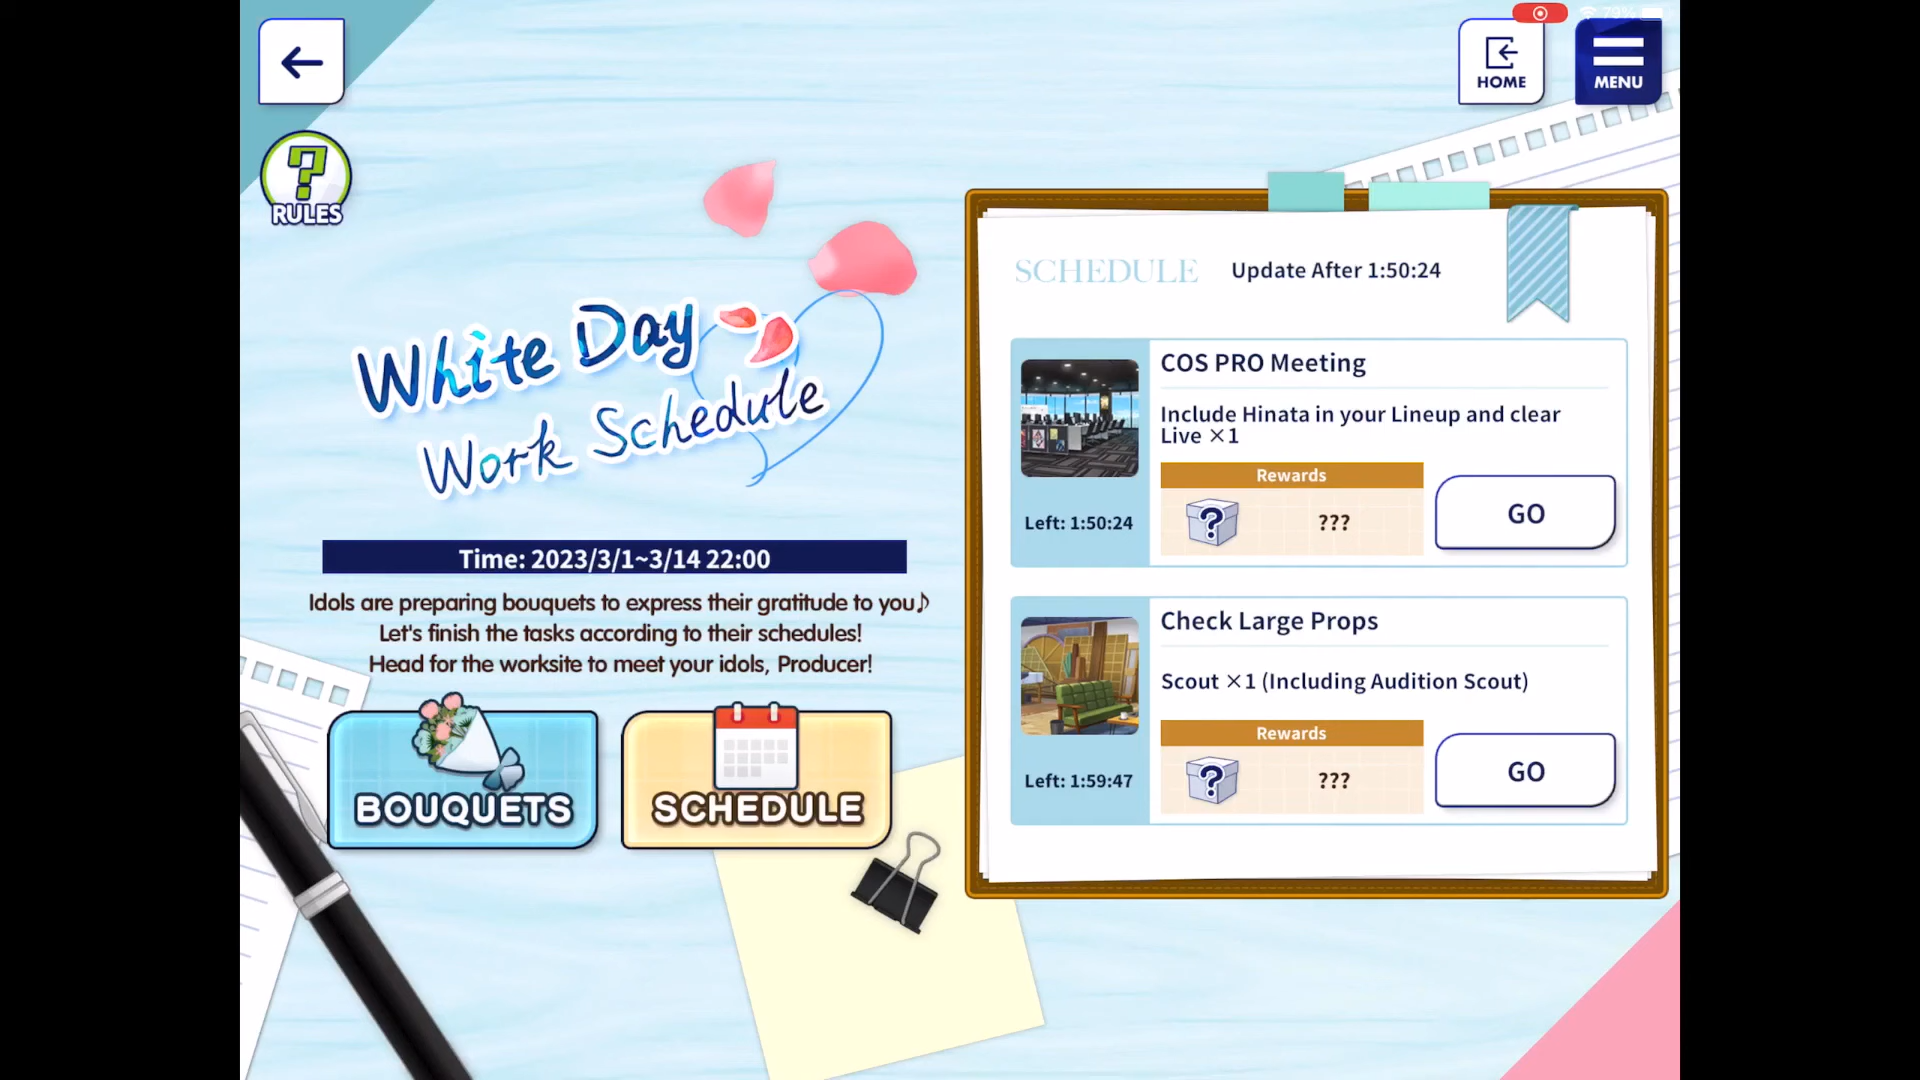 79%
HOME
MENU
?
RULES
White Day
Work Schedule
Time: 2023/3/1~3/14 22:00
Idols are preparing bouquets to express their gratitude to you♪
Let's finish the tasks according to their schedules!
Head for the worksite to meet your idols, Producer!
BOUQUETS
SCHEDULE
SCHEDULE
Update After 1:50:24
COS PRO Meeting
Include Hinata in your Lineup and clear
Live ×1
Rewards
?
???
GO
Left: 1:50:24
Check Large Props
Scout ×1 (Including Audition Scout)
Rewards
?
???
GO
Left: 1:59:47